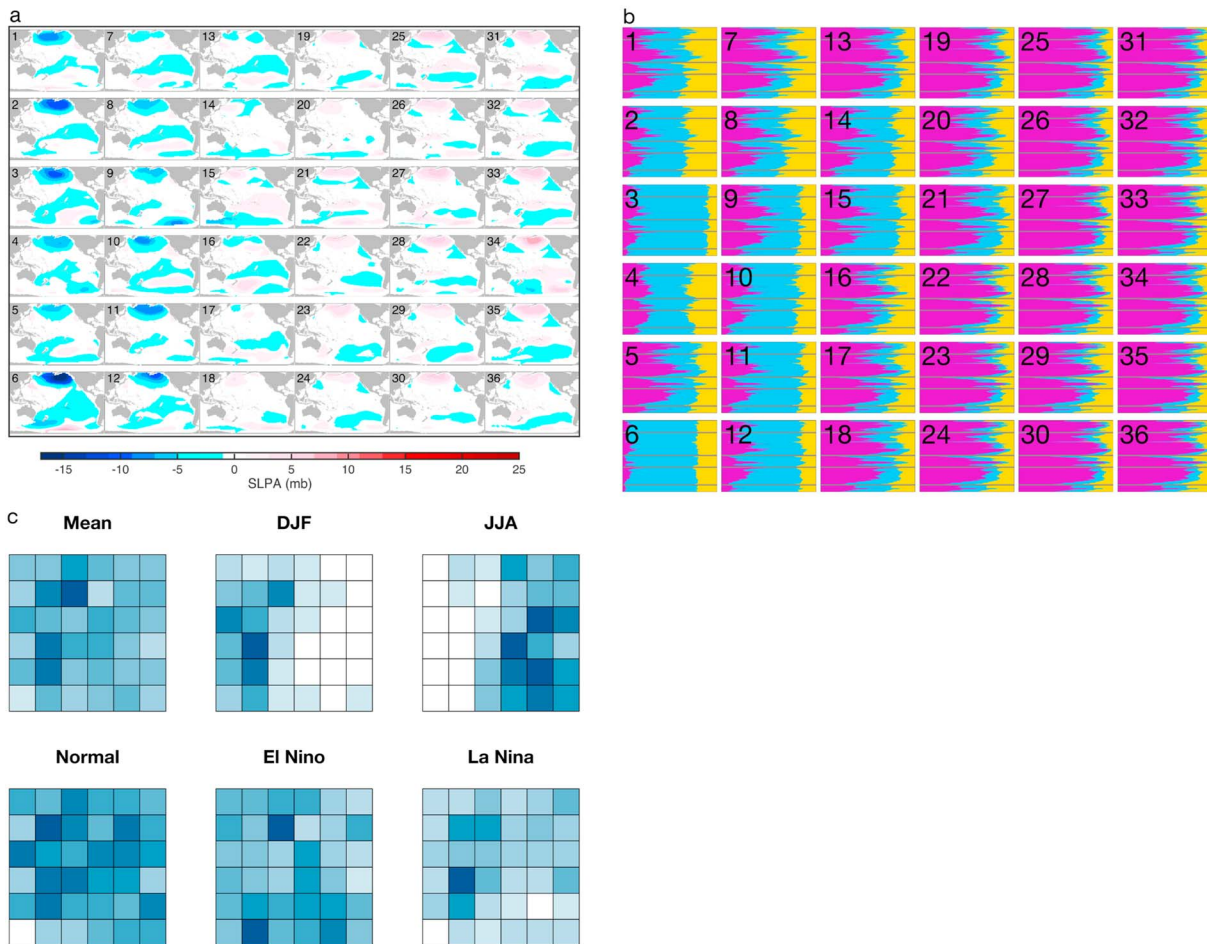 a
1 7 13 19 25 31
2 8 14 20 26 32
3 9 15 21 27 33
4 10 16 22 28 34
5 11 17 23 29 35
6 12 18 24 30 36
-15 -10 -5 0 5 10 15 20 25
SLPA (mb)
b
1 7 13 19 25 31
2 8 14 20 26 32
3 9 15 21 27 33
4 10 16 22 28 34
5 11 17 23 29 35
6 12 18 24 30 36
c
Mean DJF JJA
Normal El Nino La Nina